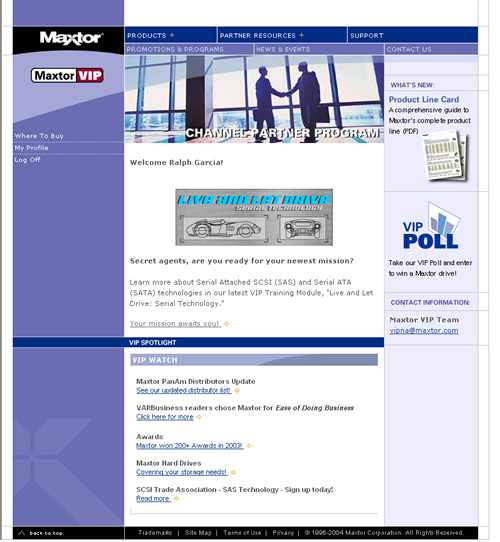 Maxtor
PRODUCTS +
PARTNER RESOURCES +
SUPPORT
PROMOTIONS & PROGRAMS
NEWS & EVENTS
CONTACT US
Maxtor VIP
Where To Buy
My Profile
Log Off
CHANNEL PARTNER PROGRAM
Welcome Ralph Garcia!
LIVE AND LET DRIVE
SERIAL TECHNOLOGY
Secret agents, are you ready for your newest mission?
Learn more about Serial Attached SCSI (SAS) and Serial ATA
(SATA) technologies in our latest VIP Training Module, "Live and Let
Drive: Serial Technology."
Your mission awaits you!
WHAT'S NEW:
Product Line Card
A comprehensive guide to
Maxtor's complete product
line (PDF)
VIP
POLL
Take our VIP Poll and enter
to win a Maxtor drive!
CONTACT INFORMATION:
Maxtor VIP Team
vipna@maxtor.com
VIP SPOTLIGHT
VIP WATCH
Maxtor PanAm Distributors Update
See our updated distributor list!
VARBusiness readers chose Maxtor for Ease of Doing Business
Click here for more
Awards
Maxtor won 200+ Awards in 2003!
Maxtor Hard Drives
Covering your storage needs!
SCSI Trade Association - SAS Technology - Sign up today!
Read more
back to top
Trademarks | Site Map | Terms of Use | Privacy | © 1996-2004 Maxtor Corporation. All Rights Reserved.